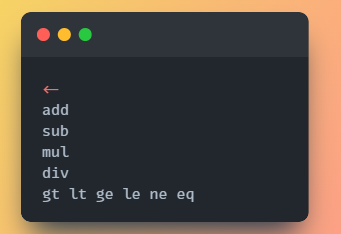 ←
add
sub
mul
div
gt lt ge le ne eq